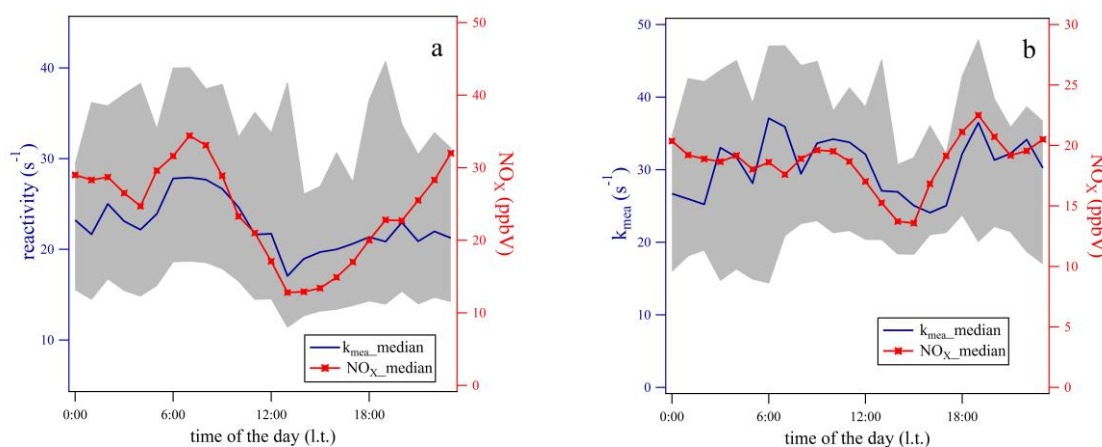 a
40
30
20
10
reactivity (s⁻¹)
50
40
30
20
10
0
NOX (ppbV)
kmea_median
NOX_median
0:00 6:00 12:00 18:00
time of the day (l.t.)
b
50
40
30
20
10
0
kmea (s⁻¹)
30
25
20
15
10
5
0
NOX (ppbV)
kmea_median
NOX_median
0:00 6:00 12:00 18:00
time of the day (l.t.)